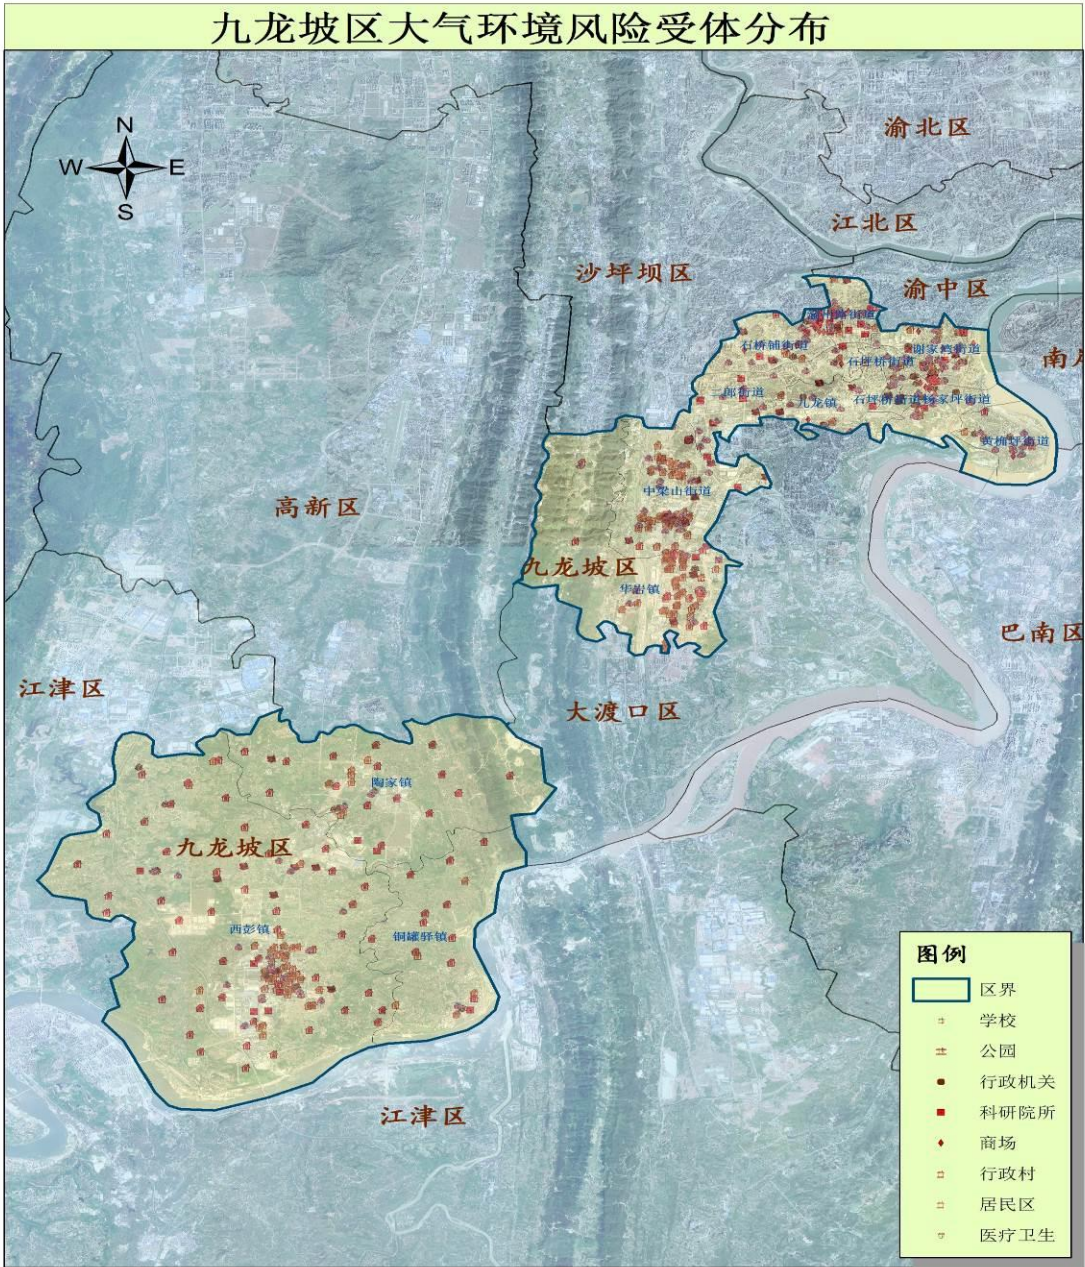 九龙坡区大气环境风险受体分布
N
W
E
S
渝北区
江北区
沙坪坝区
渝中区
石桥铺街道
谢家湾街道
石坪桥街道
二郎街道
九龙镇
石坪桥街道杨家坪街道
黄桷坪街道
中梁山街道
高新区
九龙坡区
华岩镇
巴南区
江津区
大渡口区
陶家镇
九龙坡区
西彭镇
铜罐驿镇
江津区
图例
区界
学校
公园
行政机关
科研院所
商场
行政村
居民区
医疗卫生